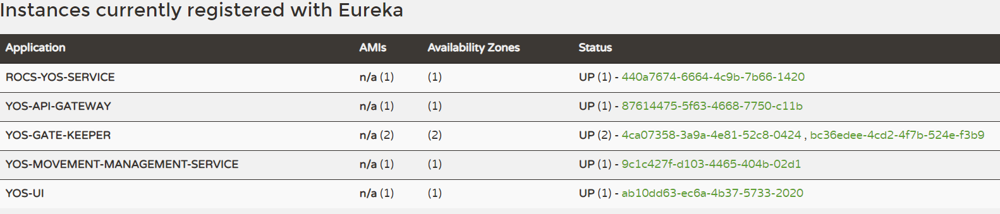 Instances currently registered with Eureka
Application AMIs Availability Zones Status
ROCS-YOS-SERVICE n/a (1) (1) UP (1) - 440a7674-6664-4c9b-7b66-1420
YOS-API-GATEWAY n/a (1) (1) UP (1) - 87614475-5f63-4668-7750-c11b
YOS-GATE-KEEPER n/a (2) (2) UP (2) - 4ca07358-3a9a-4e81-52c8-0424 , bc36edee-4cd2-4f7b-524e-f3b9
YOS-MOVEMENT-MANAGEMENT-SERVICE n/a (1) (1) UP (1) - 9c1c427f-d103-4465-404b-02d1
YOS-UI n/a (1) (1) UP (1) - ab10dd63-ec6a-4b37-5733-2020